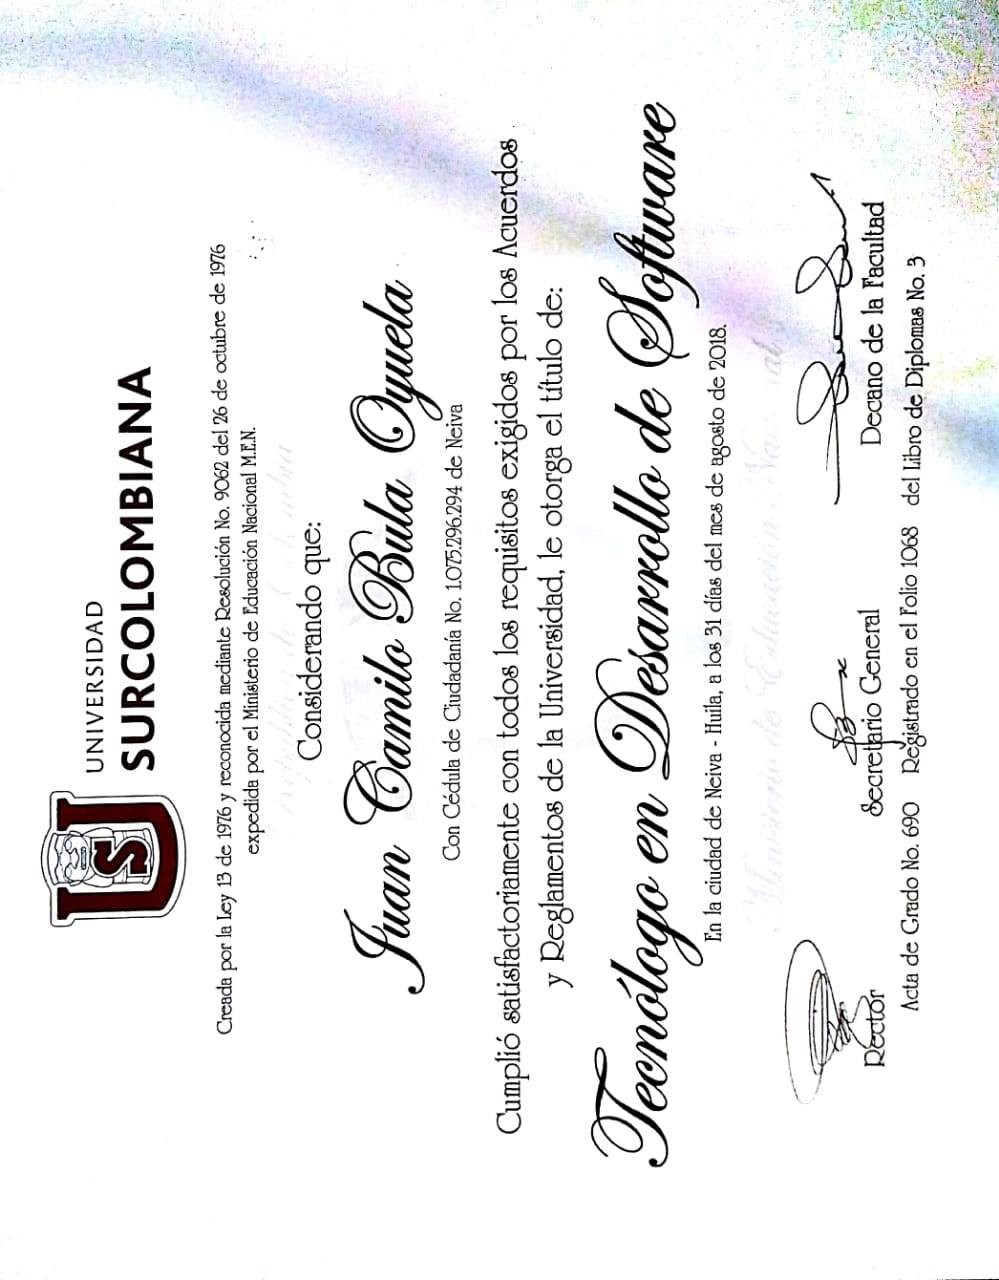 UNIVERSIDAD
SURCOLOMBIANA
Creada por la Ley 13 de 1976 y reconocida mediante Resolución No. 9062 del 26 de octubre de 1976
expedida por el Ministerio de Educación Nacional M.E.N.
Considerando que:
Juan Camilo Bula Oyuela
Con Cédula de Ciudadanía No. 1.075.296.294 de Neiva
Cumplió satisfactoriamente con todos los requisitos exigidos por los Acuerdos
y Reglamentos de la Universidad, le otorga el título de:
Tecnólogo en Desarrollo de Software
En la ciudad de Neiva - Huila, a los 31 días del mes de agosto de 2018.
Ministerio de Educación Nacional
Rector Secretario General Decano de la Facultad
Acta de Grado No. 690 Registrado en el Folio 1068 del Libro de Diplomas No. 3